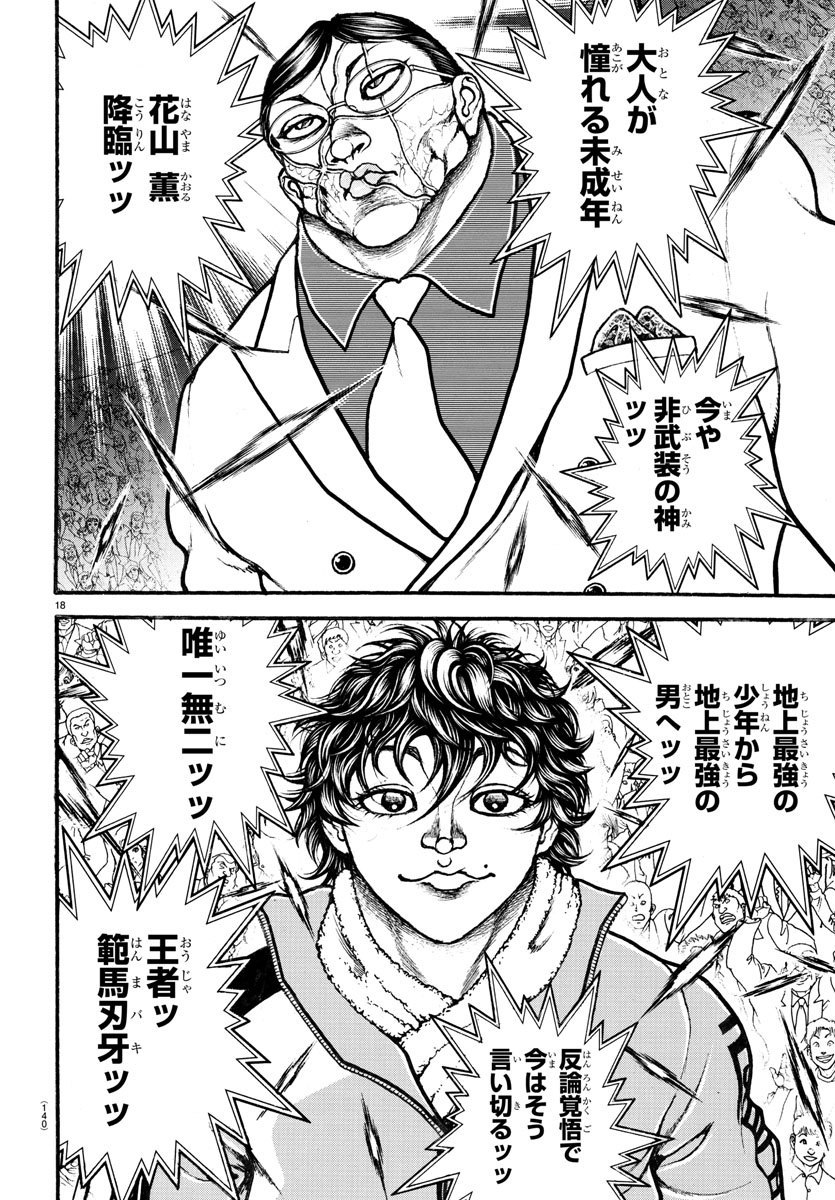 大人が
憧れる未成年
今や
非武装の神
ッッ
花山 薫
降臨ッッ
地上最強の
少年から
地上最強の
男へッッ
反論覚悟で
今はそう
言い切るッッ
唯一無二ッッ
王者ッ
範馬刃牙ッッ
18
(140)